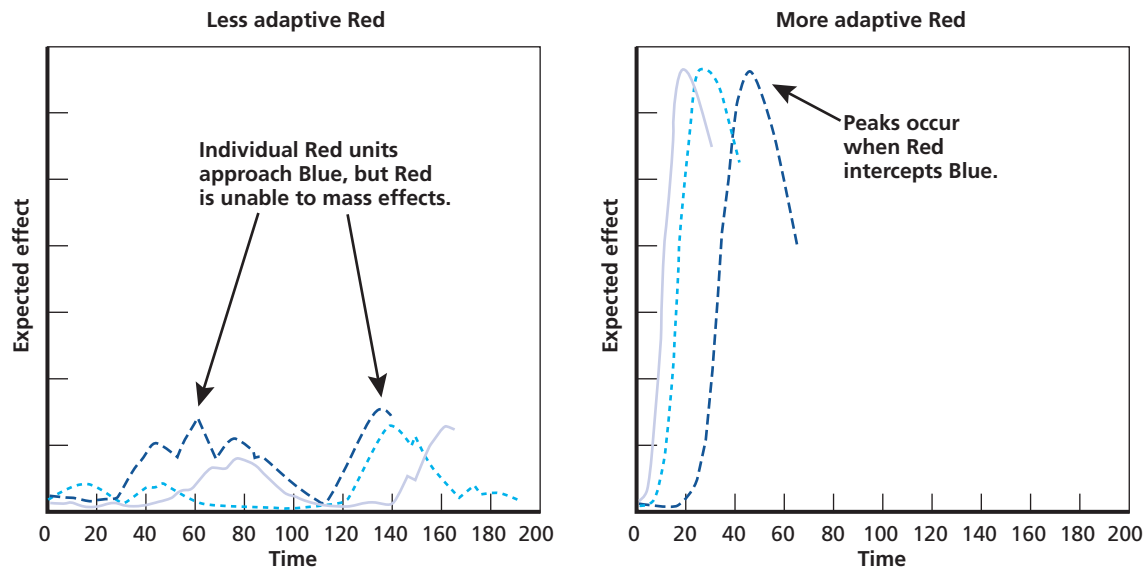 Less adaptive Red
Expected effect
Individual Red units
approach Blue, but Red
is unable to mass effects.
0 20 40 60 80 100 120 140 160 180 200
Time
More adaptive Red
Expected effect
Peaks occur
when Red
intercepts Blue.
0 20 40 60 80 100 120 140 160 180 200
Time